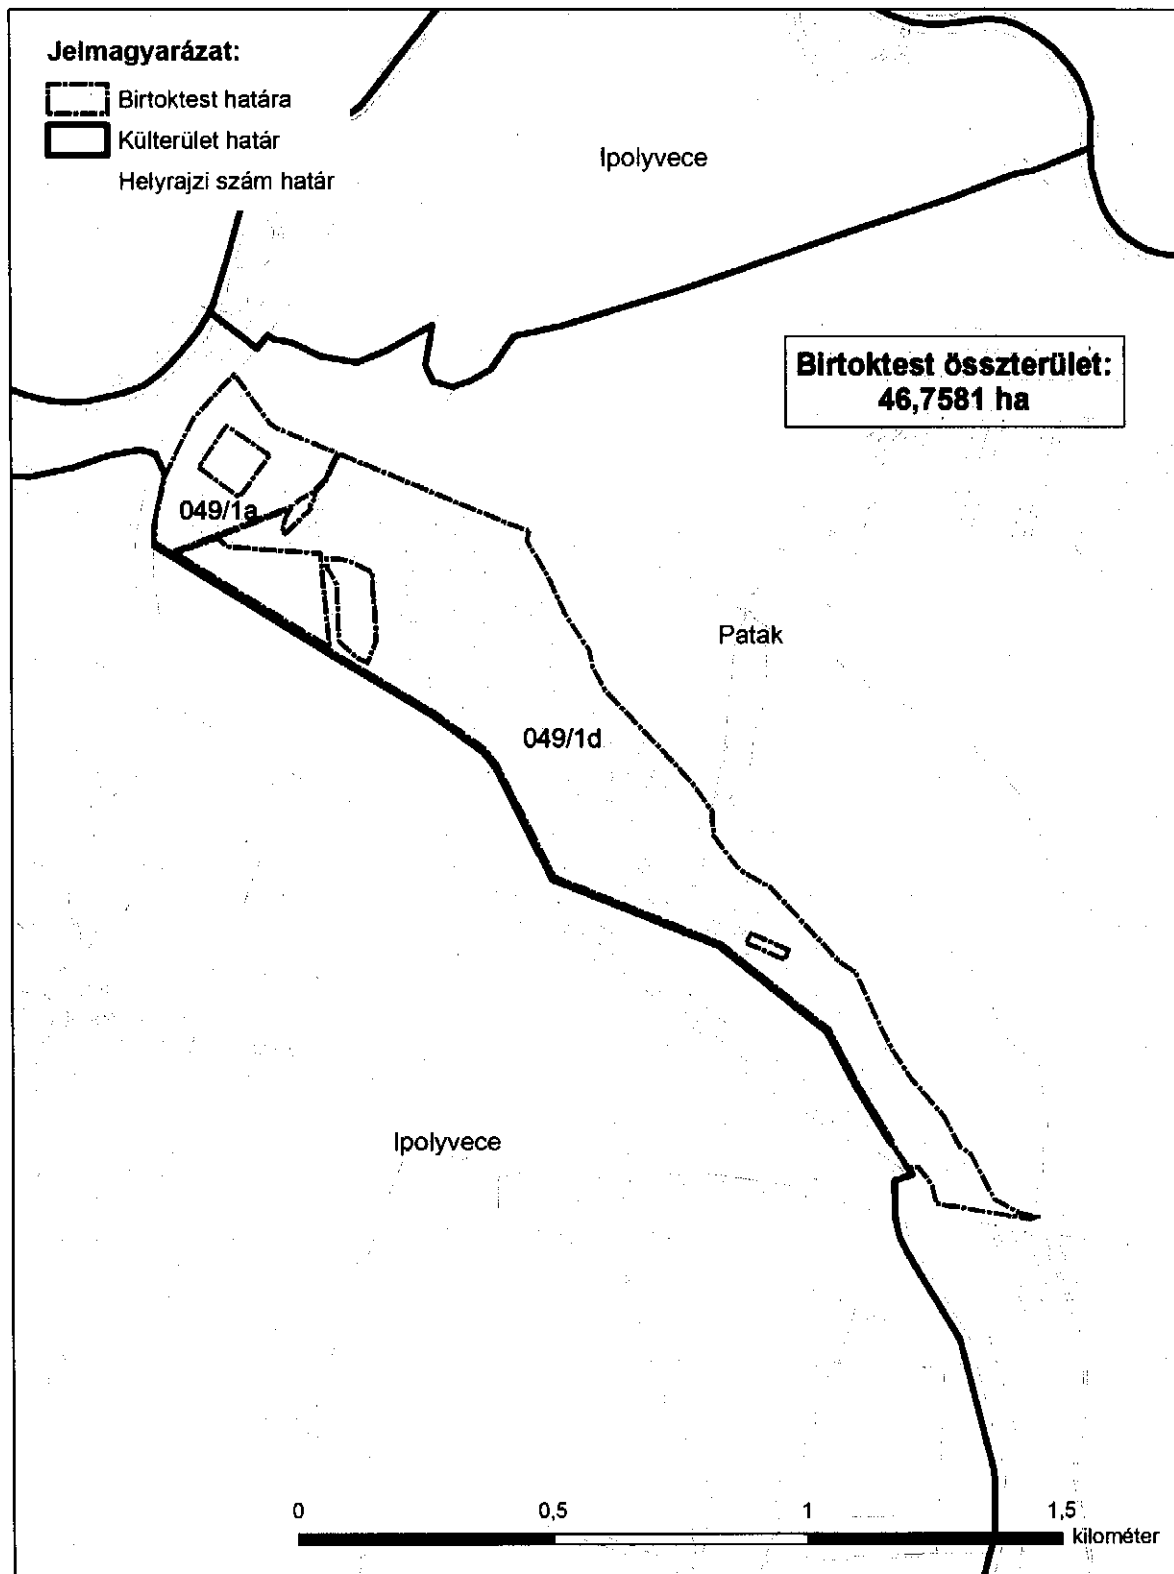 Jelmagyarázat:
Birtoktest határa
Külterület határ
Helyrajzi szám határ
Ipolyvece
Birtoktest összterület:
46,7581 ha
049/1a
Patak
049/1d
Ipolyvece
0 0,5 1 1,5
kilométer